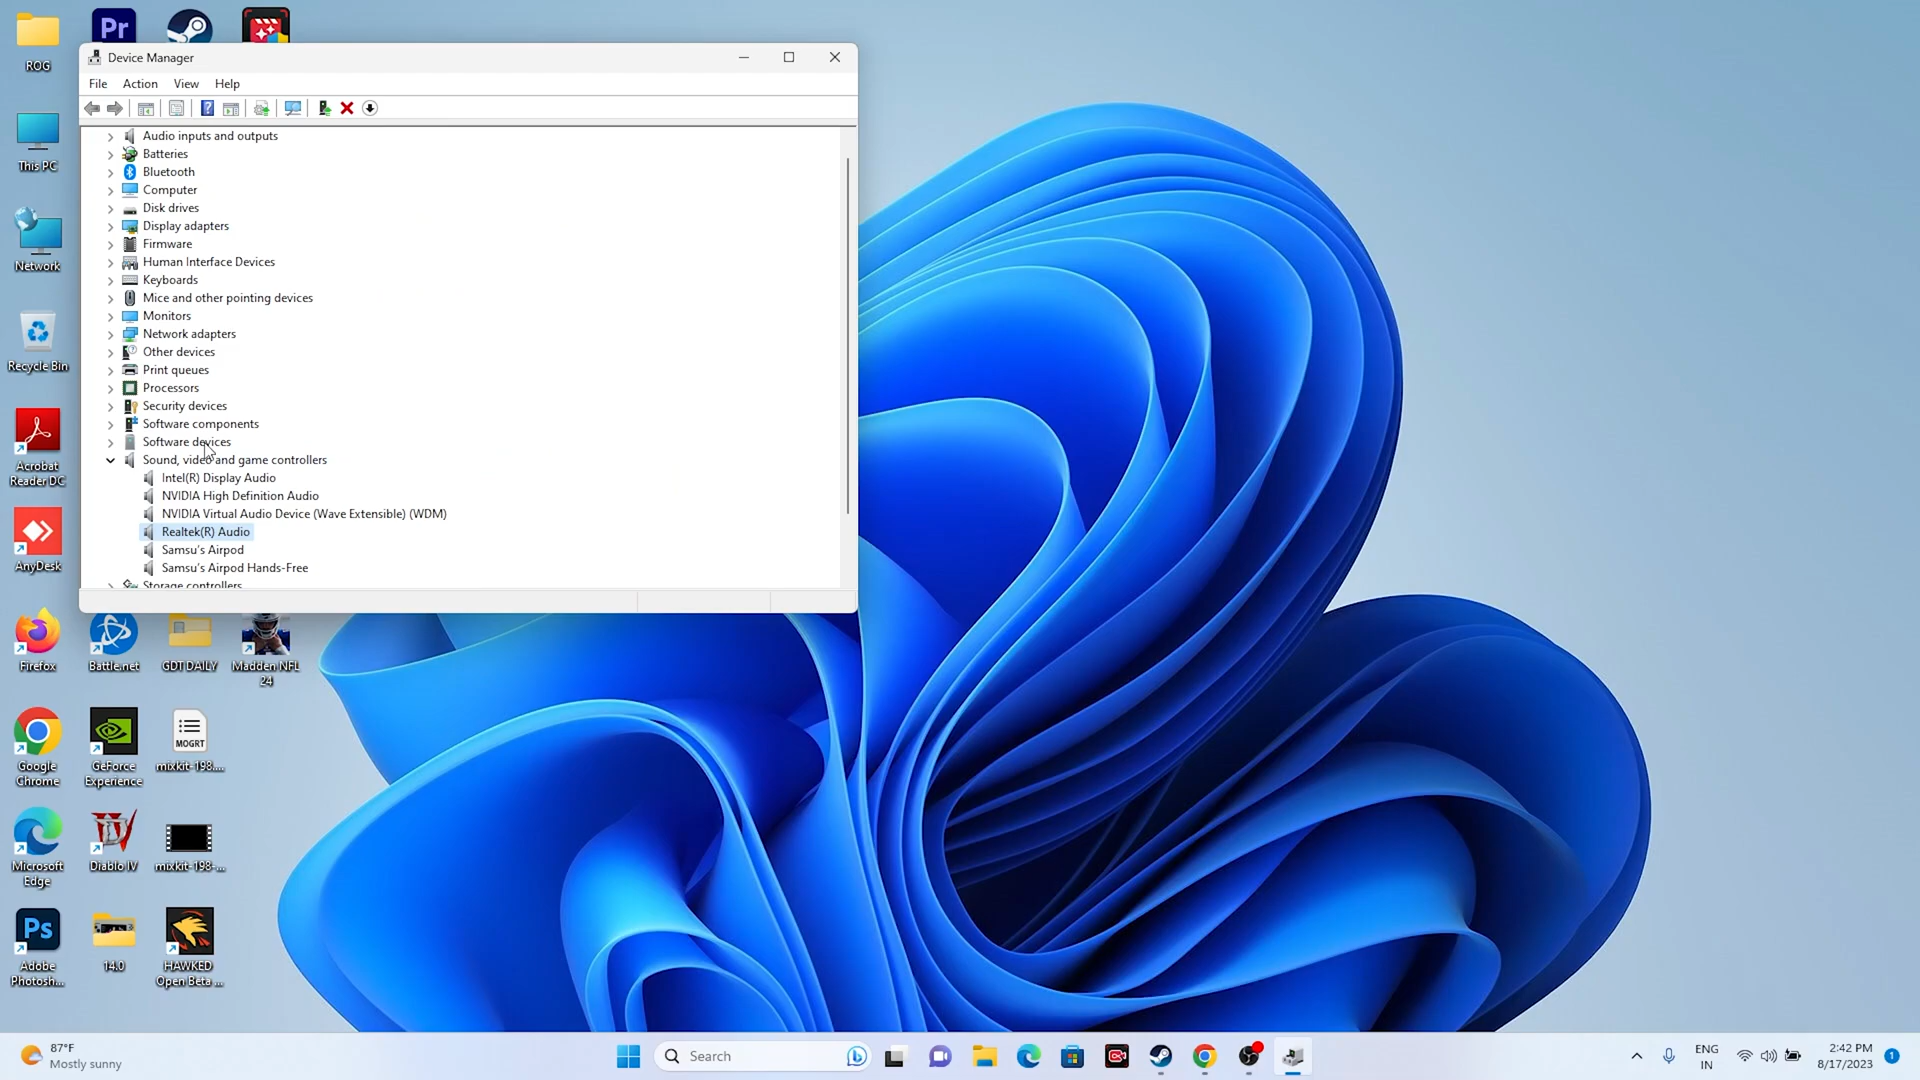 ROG
This PC
Network
Recycle Bin
Acrobat
Reader DC
AnyDesk
Firefox
Google
Chrome
Microsoft
Edge
Ps
Adobe
Photosh...
Pr
Battle.net
GeForce
Experience
Diablo IV
14.0
GDT DAILY
MOGRT
mixkit-198....
mixkit-198-...
HAWKED
Open Beta ...
Madden NFL
24
Device Manager
File Action View Help
Audio inputs and outputs
Batteries
Bluetooth
Computer
Disk drives
Display adapters
Firmware
Human Interface Devices
Keyboards
Mice and other pointing devices
Monitors
Network adapters
Other devices
Print queues
Processors
Security devices
Software components
Software devices
Sound, video and game controllers
Intel(R) Display Audio
NVIDIA High Definition Audio
NVIDIA Virtual Audio Device (Wave Extensible) (WDM)
Realtek(R) Audio
Samsu's Airpod
Samsu's Airpod Hands-Free
Storage controllers
87°F
Mostly sunny
Search
ENG
IN
2:42 PM
8/17/2023
1